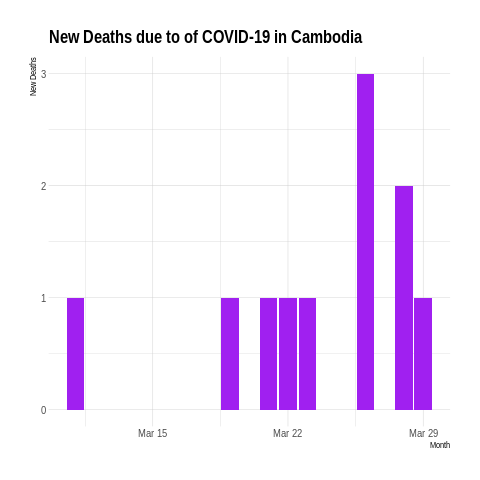 New Deaths due to of COVID-19 in Cambodia
New Deaths
3
2
1
0
Mar 15
Mar 22
Mar 29
Month